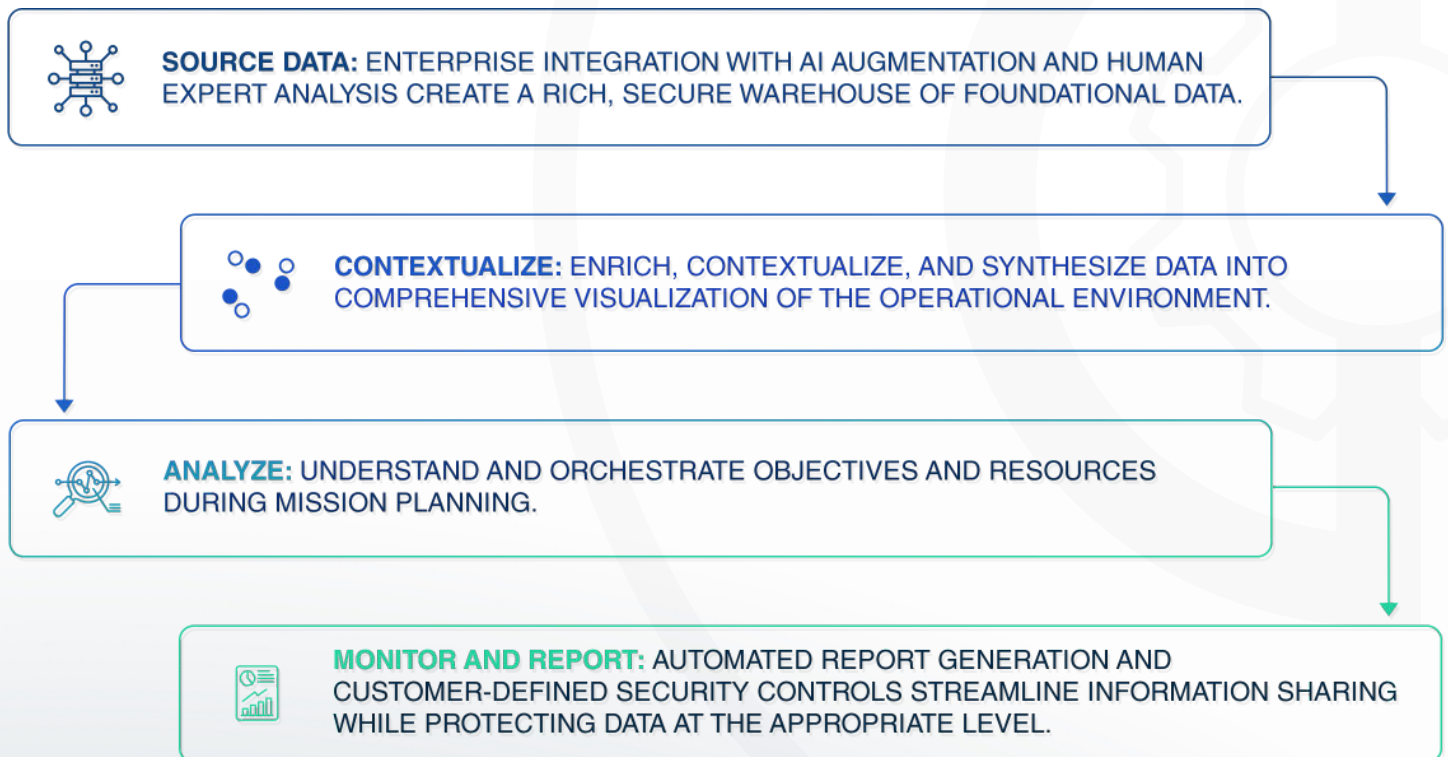 SOURCE DATA: ENTERPRISE INTEGRATION WITH AI AUGMENTATION AND HUMAN
EXPERT ANALYSIS CREATE A RICH, SECURE WAREHOUSE OF FOUNDATIONAL DATA.
CONTEXTUALIZE: ENRICH, CONTEXTUALIZE, AND SYNTHESIZE DATA INTO
COMPREHENSIVE VISUALIZATION OF THE OPERATIONAL ENVIRONMENT.
ANALYZE: UNDERSTAND AND ORCHESTRATE OBJECTIVES AND RESOURCES
DURING MISSION PLANNING.
MONITOR AND REPORT: AUTOMATED REPORT GENERATION AND
CUSTOMER-DEFINED SECURITY CONTROLS STREAMLINE INFORMATION SHARING
WHILE PROTECTING DATA AT THE APPROPRIATE LEVEL.